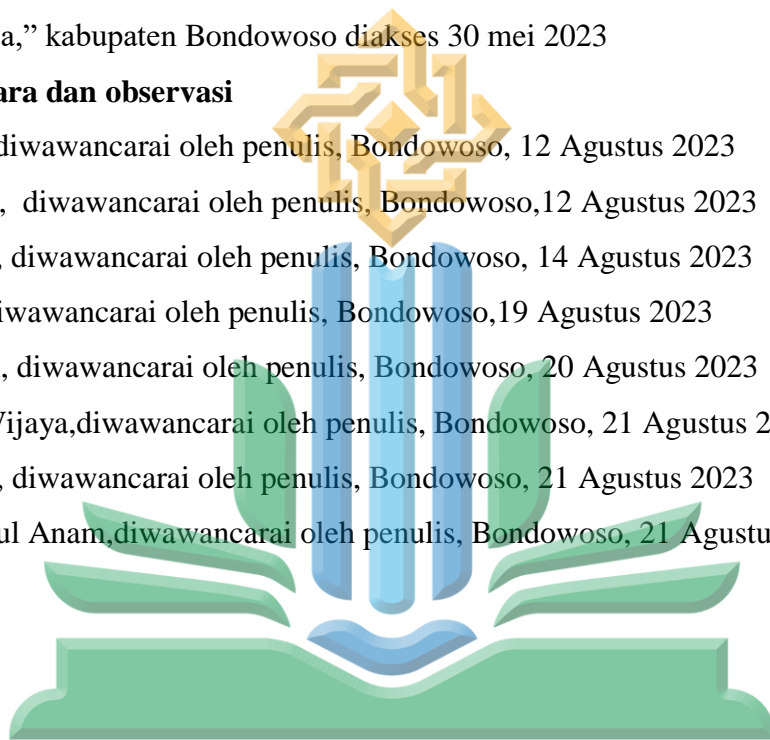 a,” kabupaten Bondowoso diakses 30 mei 2023
ara dan observasi
diwawancarai oleh penulis, Bondowoso, 12 Agustus 2023
, diwawancarai oleh penulis, Bondowoso,12 Agustus 2023
, diwawancarai oleh penulis, Bondowoso, 14 Agustus 2023
iwawancarai oleh penulis, Bondowoso,19 Agustus 2023
, diwawancarai oleh penulis, Bondowoso, 20 Agustus 2023
Wijaya,diwawancarai oleh penulis, Bondowoso, 21 Agustus 2
, diwawancarai oleh penulis, Bondowoso, 21 Agustus 2023
ul Anam,diwawancarai oleh penulis, Bondowoso, 21 Agustu